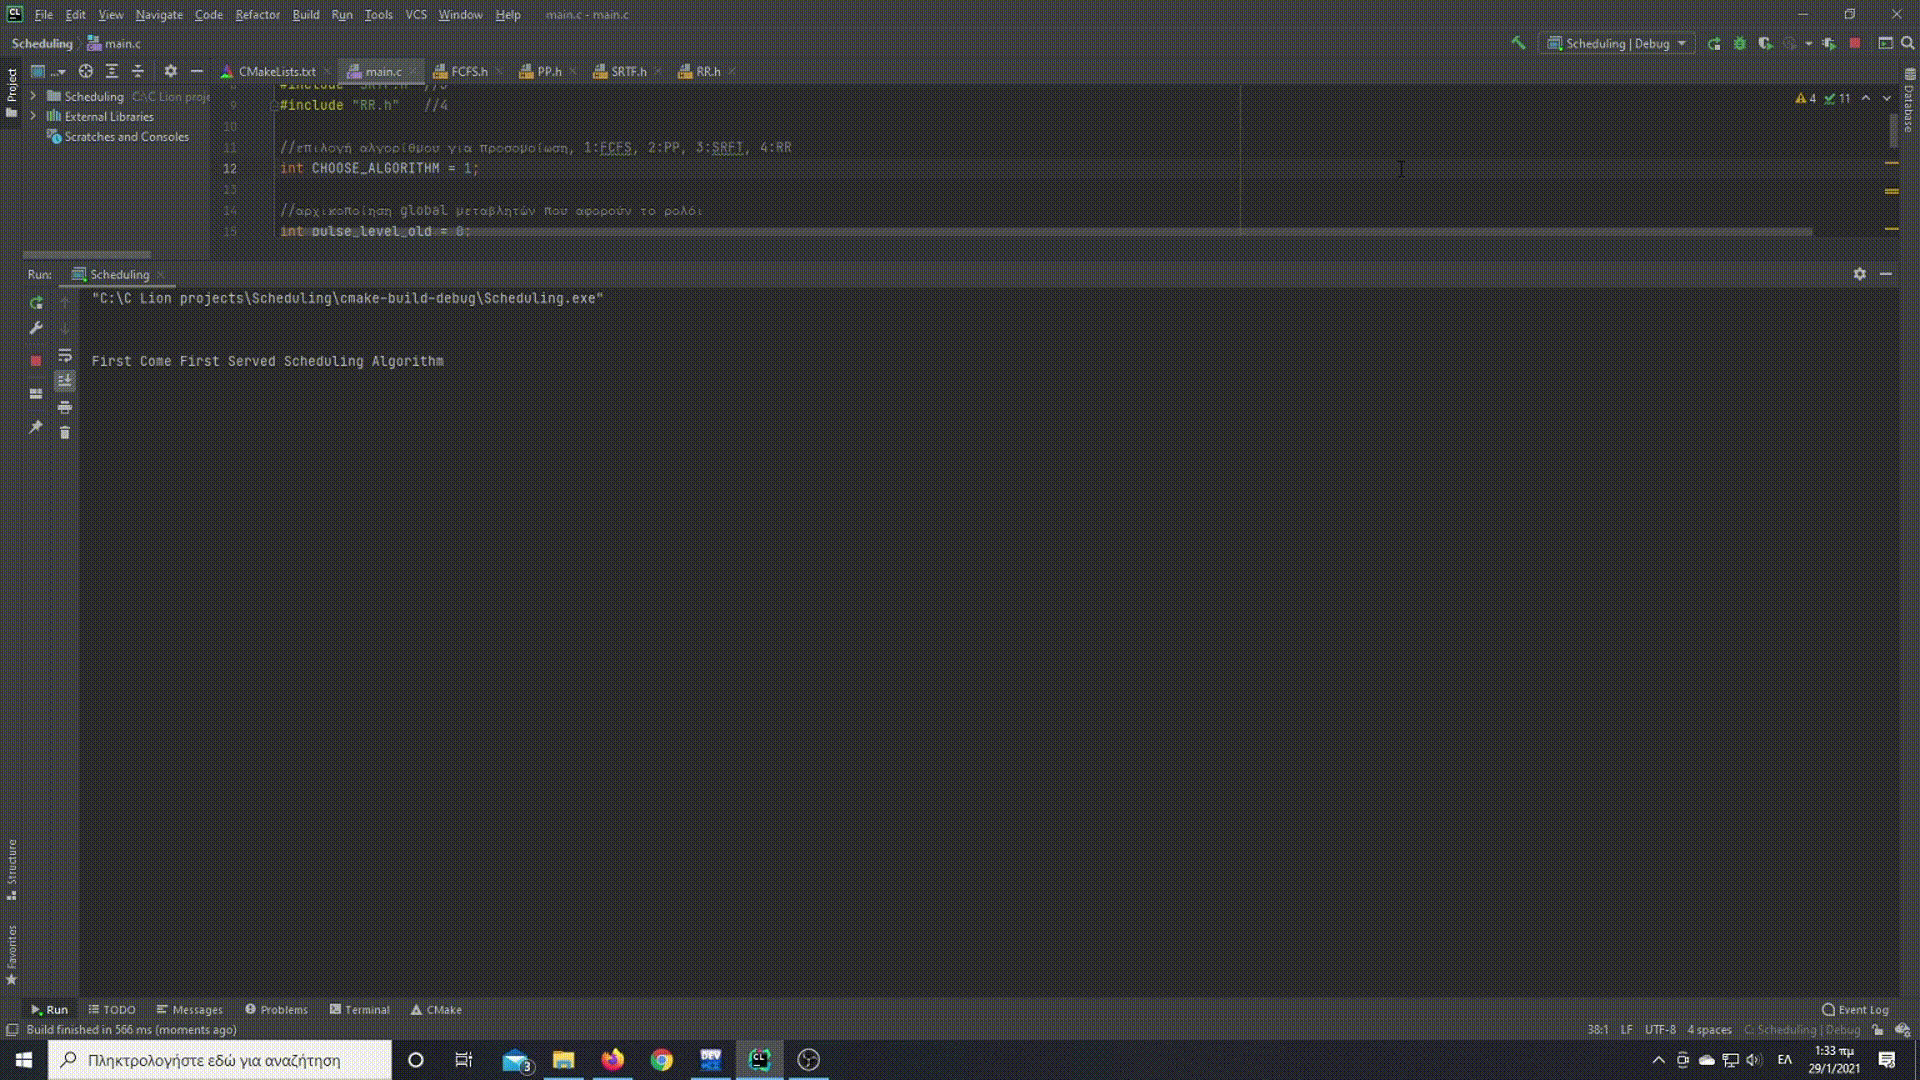 CL File Edit View Navigate Code Refactor Build Run Tools VCS Window Help main.c - main.c
Scheduling main.c
Scheduling | Debug
Project
...
CMakeLists.txt main.c FCFS.h PP.h SRTF.h RR.h
Database
Scheduling C:\C Lion proje
External Libraries
Scratches and Consoles
4 11
8 #include "SRTF.h" //3
9 #include "RR.h" //4
10
11 //επιλογή αλγορίθμου για προσομοίωση, 1:FCFS, 2:PP, 3:SRFT, 4:RR
12 int CHOOSE_ALGORITHM = 1;
13
14 //αρχικοποίηση global μεταβλητών που αφορούν το ρολόι
15 int pulse_level_old = 0;
Run: Scheduling
"C:\C Lion projects\Scheduling\cmake-build-debug\Scheduling.exe"
First Come First Served Scheduling Algorithm
Structure
Favorites
Run TODO Messages Problems Terminal CMake
Event Log
Build finished in 566 ms (moments ago)
38:1 LF UTF-8 4 spaces C: Scheduling | Debug
Πληκτρολογήστε εδώ για αναζήτηση
3
DEV
CL
ΕΛ
1:33 πμ
29/1/2021